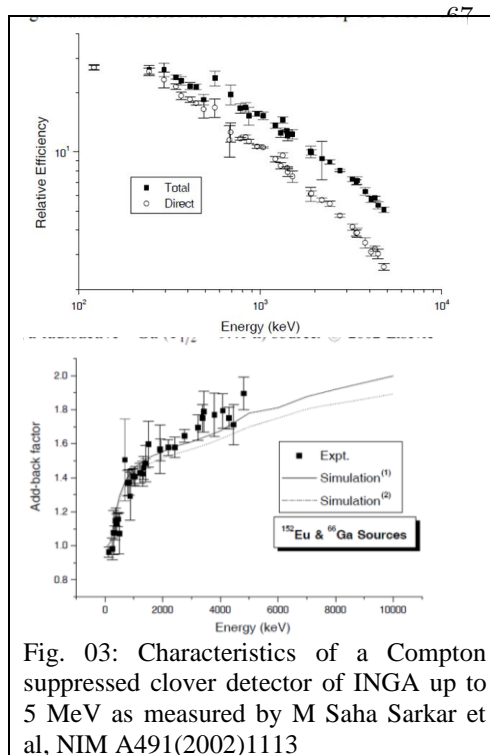 67
Relative Efficiency
10¹
Total
Direct
10² 10³ 10⁴
Energy (keV)
Add-back factor
2.0
1.8
1.6
1.4
1.2
1.0
0.8
Expt.
Simulation⁽¹⁾
Simulation⁽²⁾
¹⁵²Eu & ⁶⁶Ga Sources
0 2000 4000 6000 8000 10000
Energy (keV)
Fig. 03: Characteristics of a Compton
suppressed clover detector of INGA up to
5 MeV as measured by M Saha Sarkar et
al, NIM A491(2002)1113